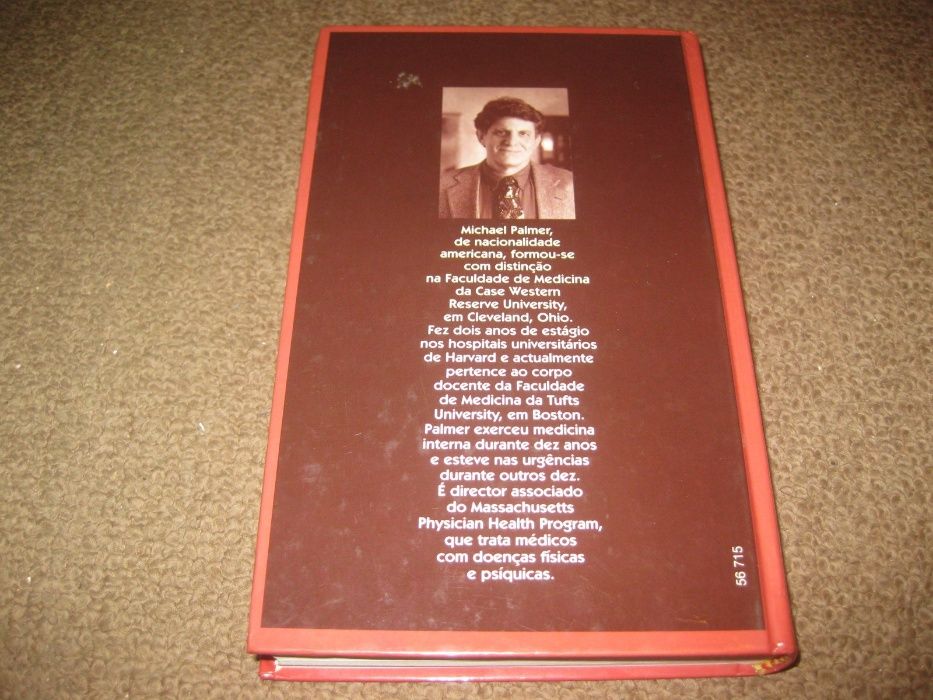 Michael Palmer,
de nacionalidade
americana, formou-se
com distinção
na Faculdade de Medicina
da Case Western
Reserve University,
em Cleveland, Ohio.
Fez dois anos de estágio
nos hospitais universitários
de Harvard e actualmente
pertence ao corpo
docente da Faculdade
de Medicina da Tufts
University, em Boston.
Palmer exerceu medicina
interna durante dez anos
e esteve nas urgências
durante outros dez.
É director associado
do Massachusetts
Physician Health Program,
que trata médicos
com doenças físicas
e psíquicas.
56 715